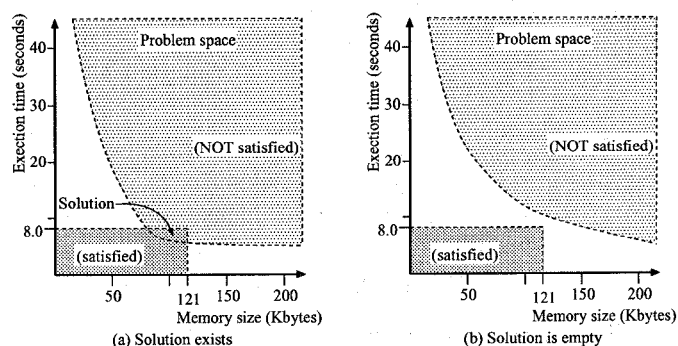 Exection time (seconds)
40
30
20
8.0
Problem space
(NOT satisfied)
Solution
(satisfied)
50
121
150
200
Memory size (Kbytes)
(a) Solution exists
Exection time (seconds)
40
30
20
8.0
Problem space
(NOT satisfied)
(satisfied)
50
121
150
200
Memory size (Kbytes)
(b) Solution is empty